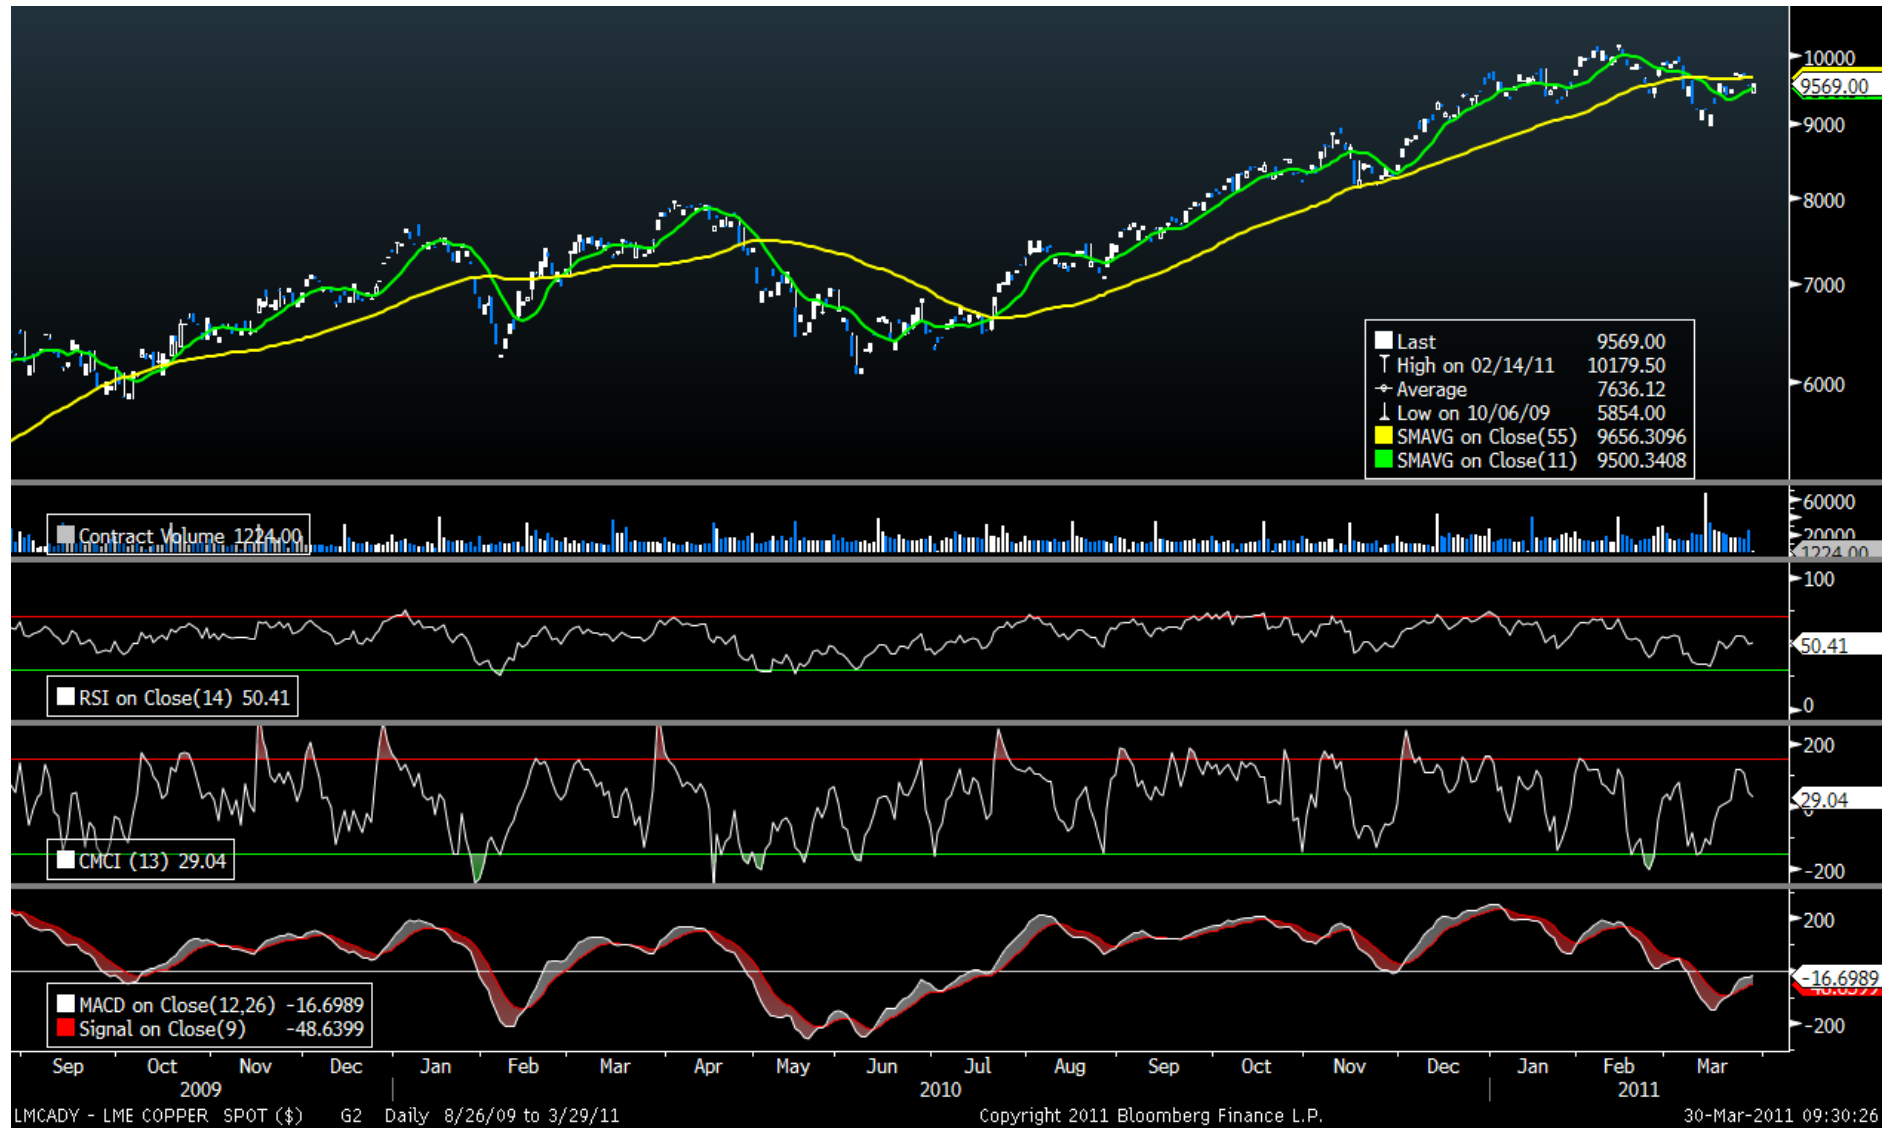 10000
9569.00
9000
8000
7000
6000
Last 9569.00
High on 02/14/11 10179.50
Average 7636.12
Low on 10/06/09 5854.00
SMAVG on Close(55) 9656.3096
SMAVG on Close(11) 9500.3408
60000
20000
1224.00
Contract Volume 1224.00
100
50.41
0
RSI on Close(14) 50.41
200
29.04
0
-200
CMCI (13) 29.04
200
-16.6989
-200
MACD on Close(12,26) -16.6989
Signal on Close(9) -48.6399
Sep Oct Nov Dec Jan Feb Mar Apr May Jun Jul Aug Sep Oct Nov Dec Jan Feb Mar
2009 2010 2011
LMCADY - LME COPPER SPOT ($) G2 Daily 8/26/09 to 3/29/11 Copyright 2011 Bloomberg Finance L.P. 30-Mar-2011 09:30:26